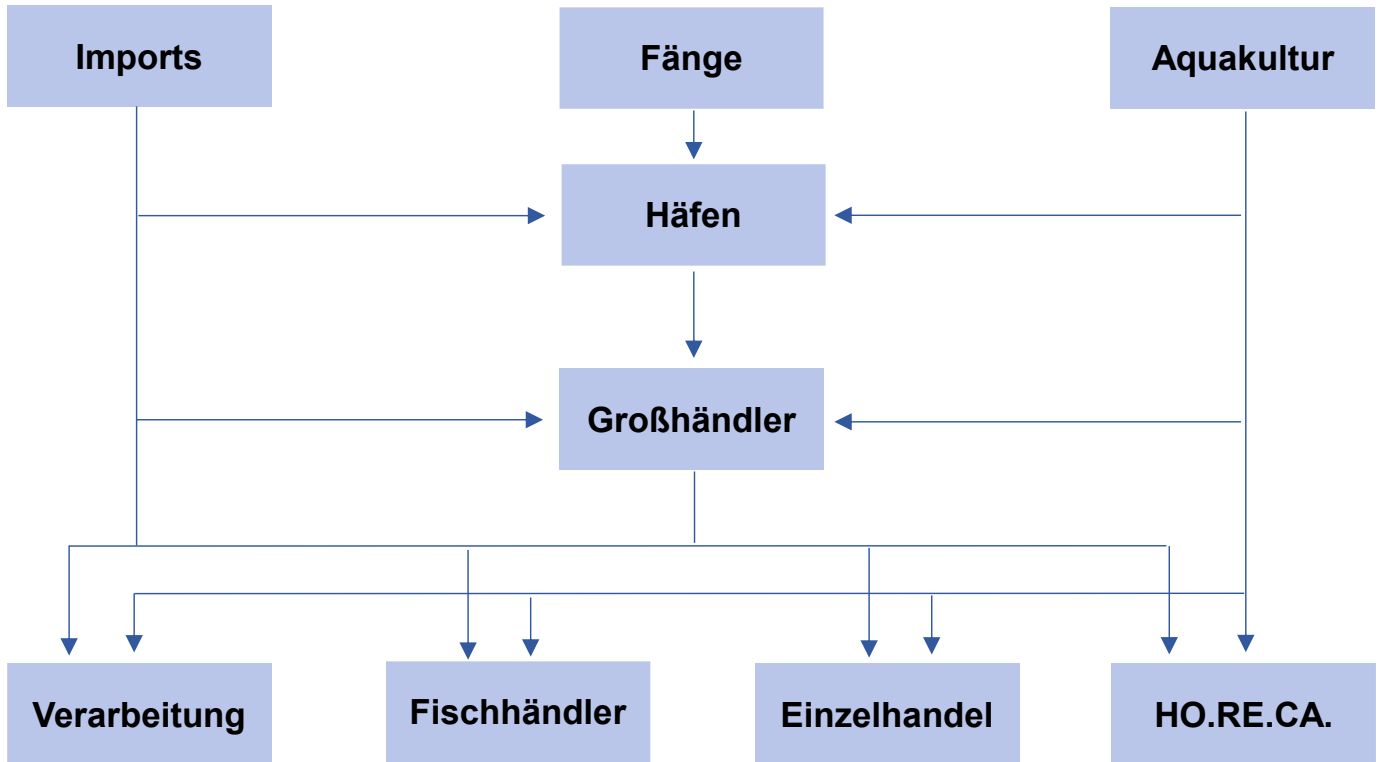 Imports
Fänge
Aquakultur
Häfen
Großhändler
Verarbeitung
Fischhändler
Einzelhandel
HO.RE.CA.